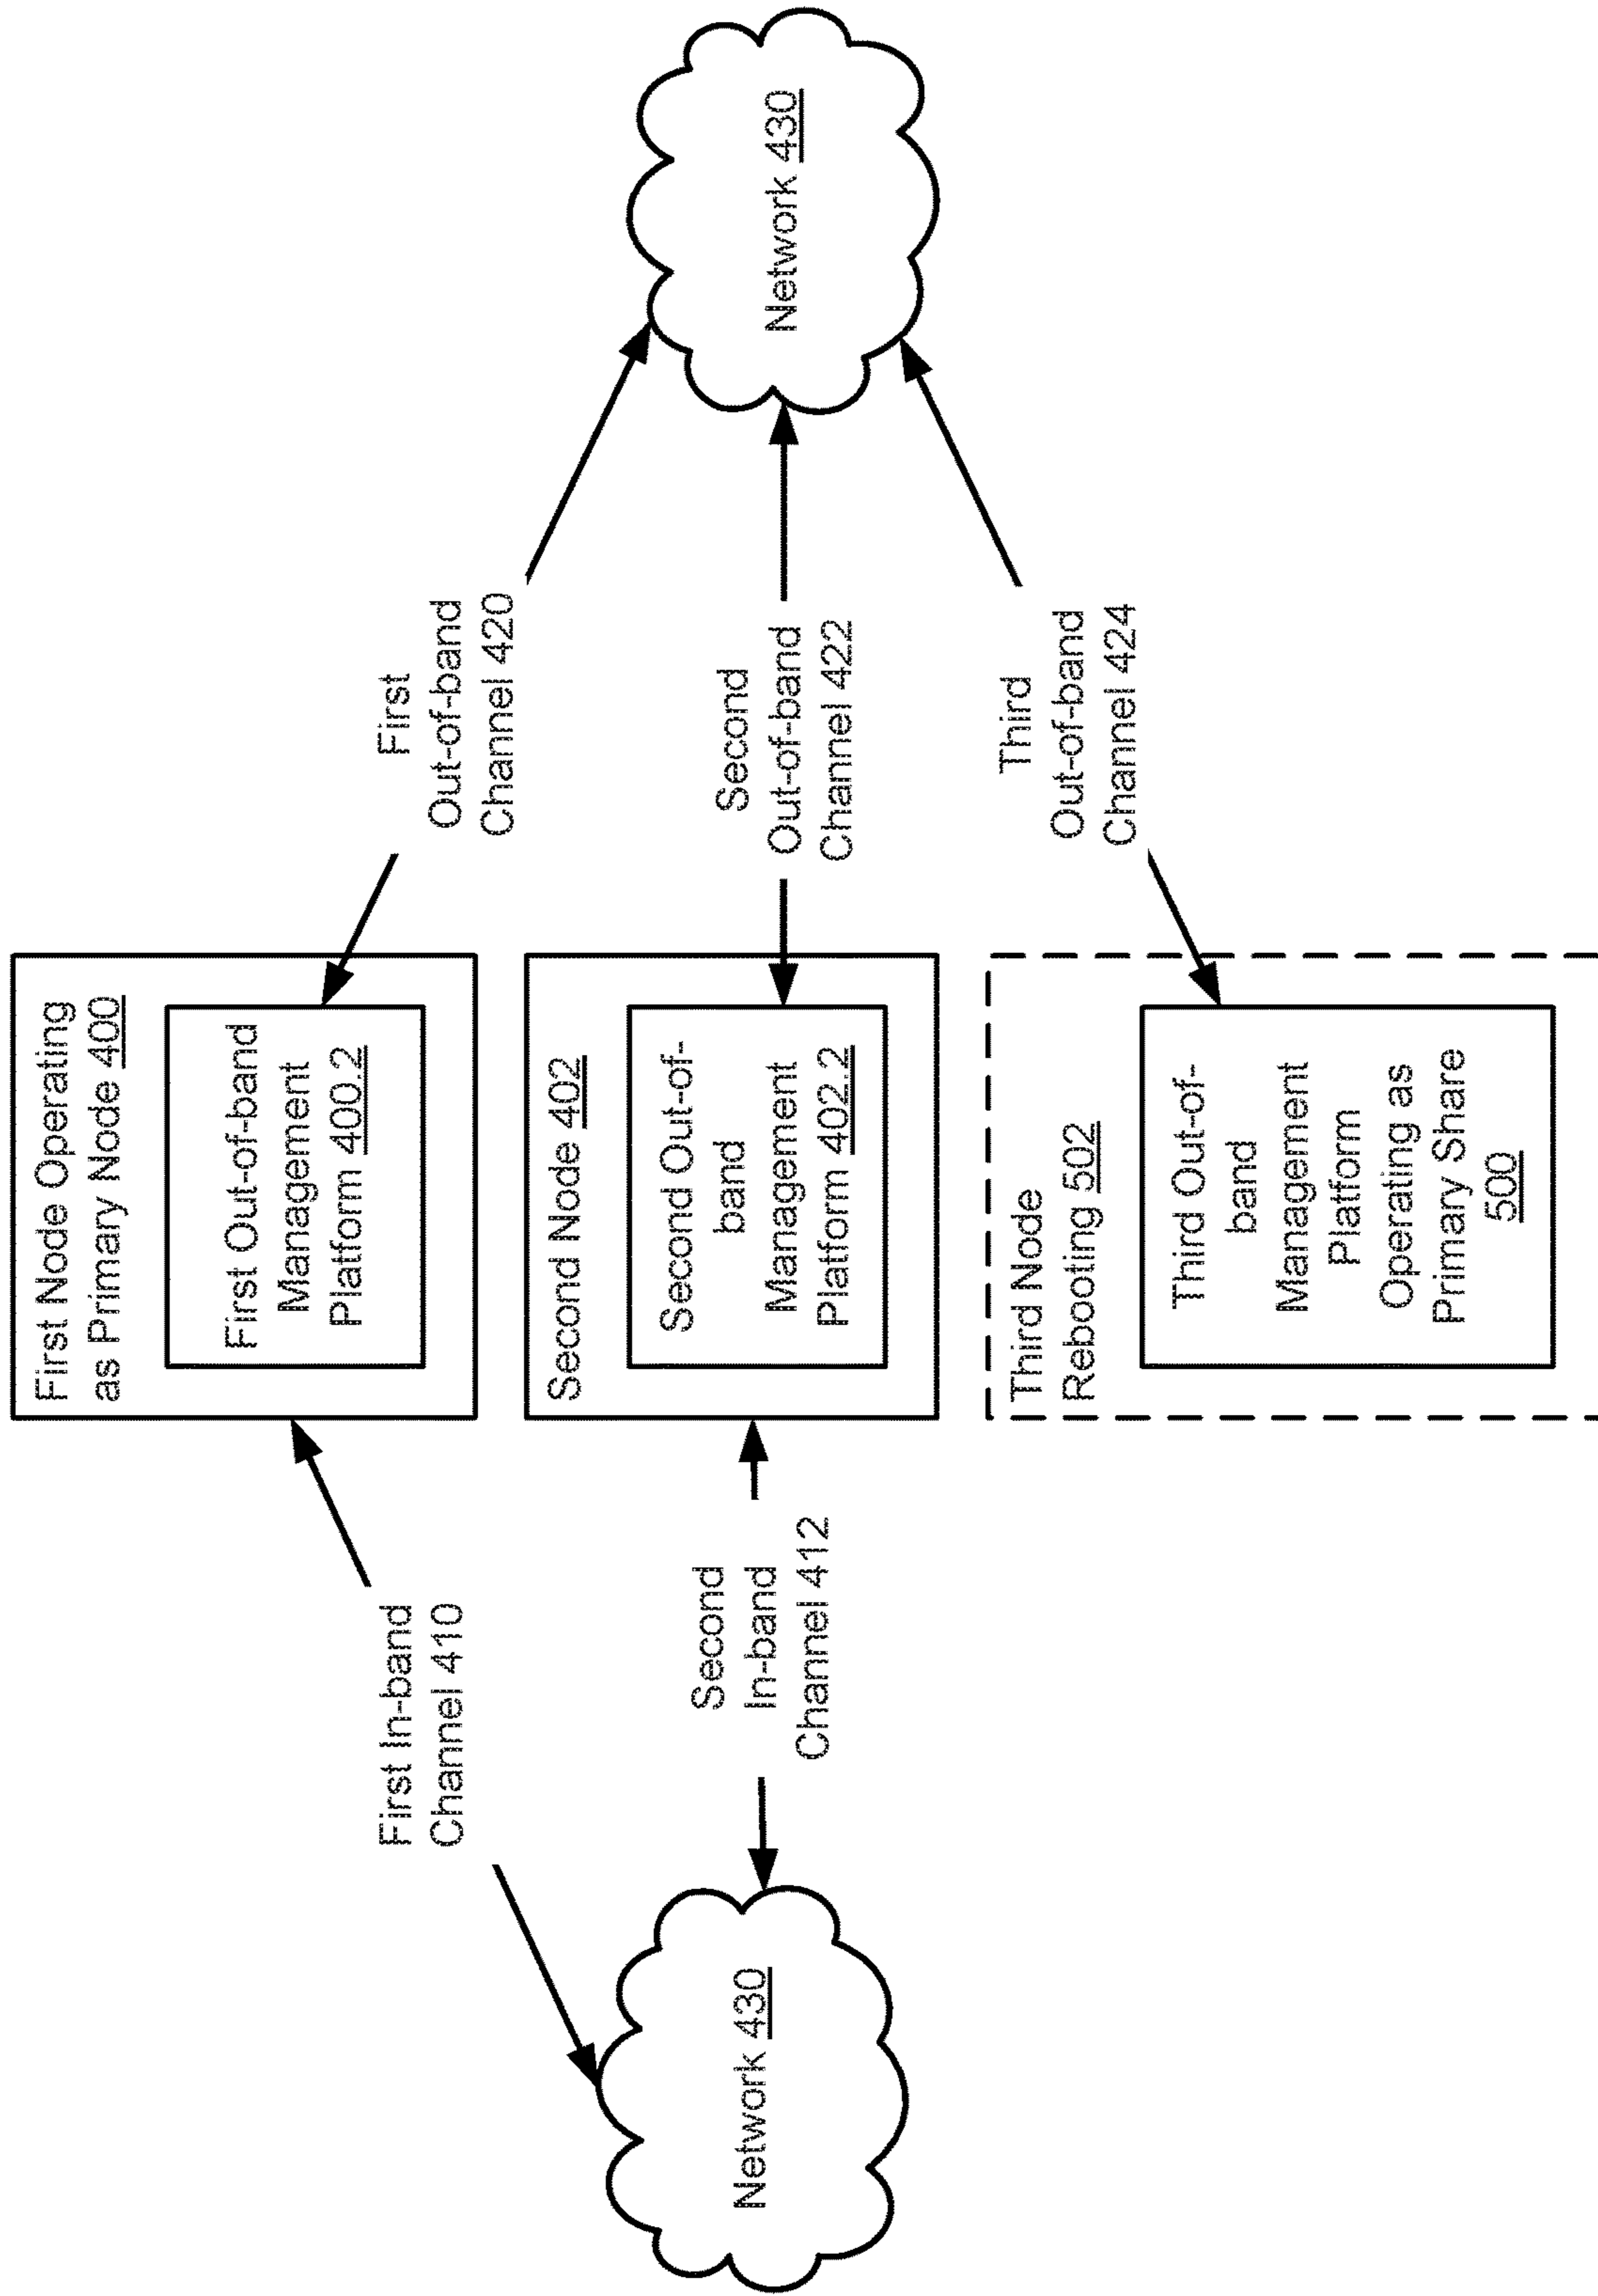 First Node Operating
as Primary Node 400
First Out-of-band
Management
Platform 400.2
First In-band
Channel 410
First
Out-of-band
Channel 420
Second Node 402
Second Out-of-
band
Management
Platform 402.2
Second
In-band
Channel 412
Second
Out-of-band
Channel 422
Network 430
Network 430
Third Node
Rebooting 502
Third Out-of-
band
Management
Platform
Operating as
Primary Share
500
Third
Out-of-band
Channel 424